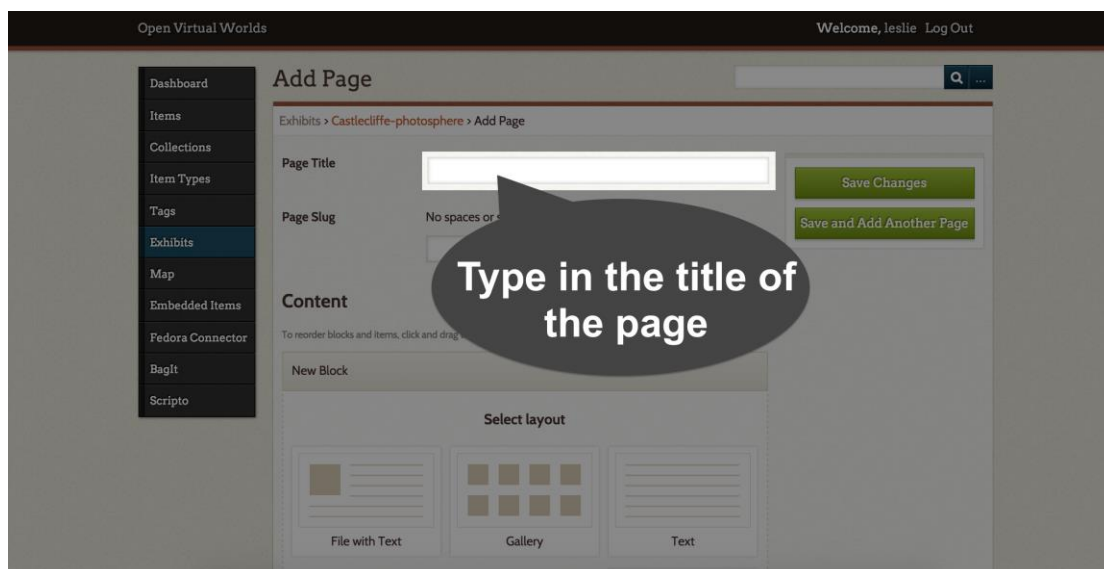 Open Virtual Worlds
Welcome, leslie Log Out
Dashboard
Items
Collections
Item Types
Tags
Exhibits
Map
Embedded Items
Fedora Connector
BagIt
Scripto
Add Page
...
Exhibits > Castlecliffe-photosphere > Add Page
Page Title
Page Slug
No spaces or
Save Changes
Save and Add Another Page
Type in the title of
the page
Content
To reorder blocks and items, click and drag
New Block
Select layout
File with Text
Gallery
Text